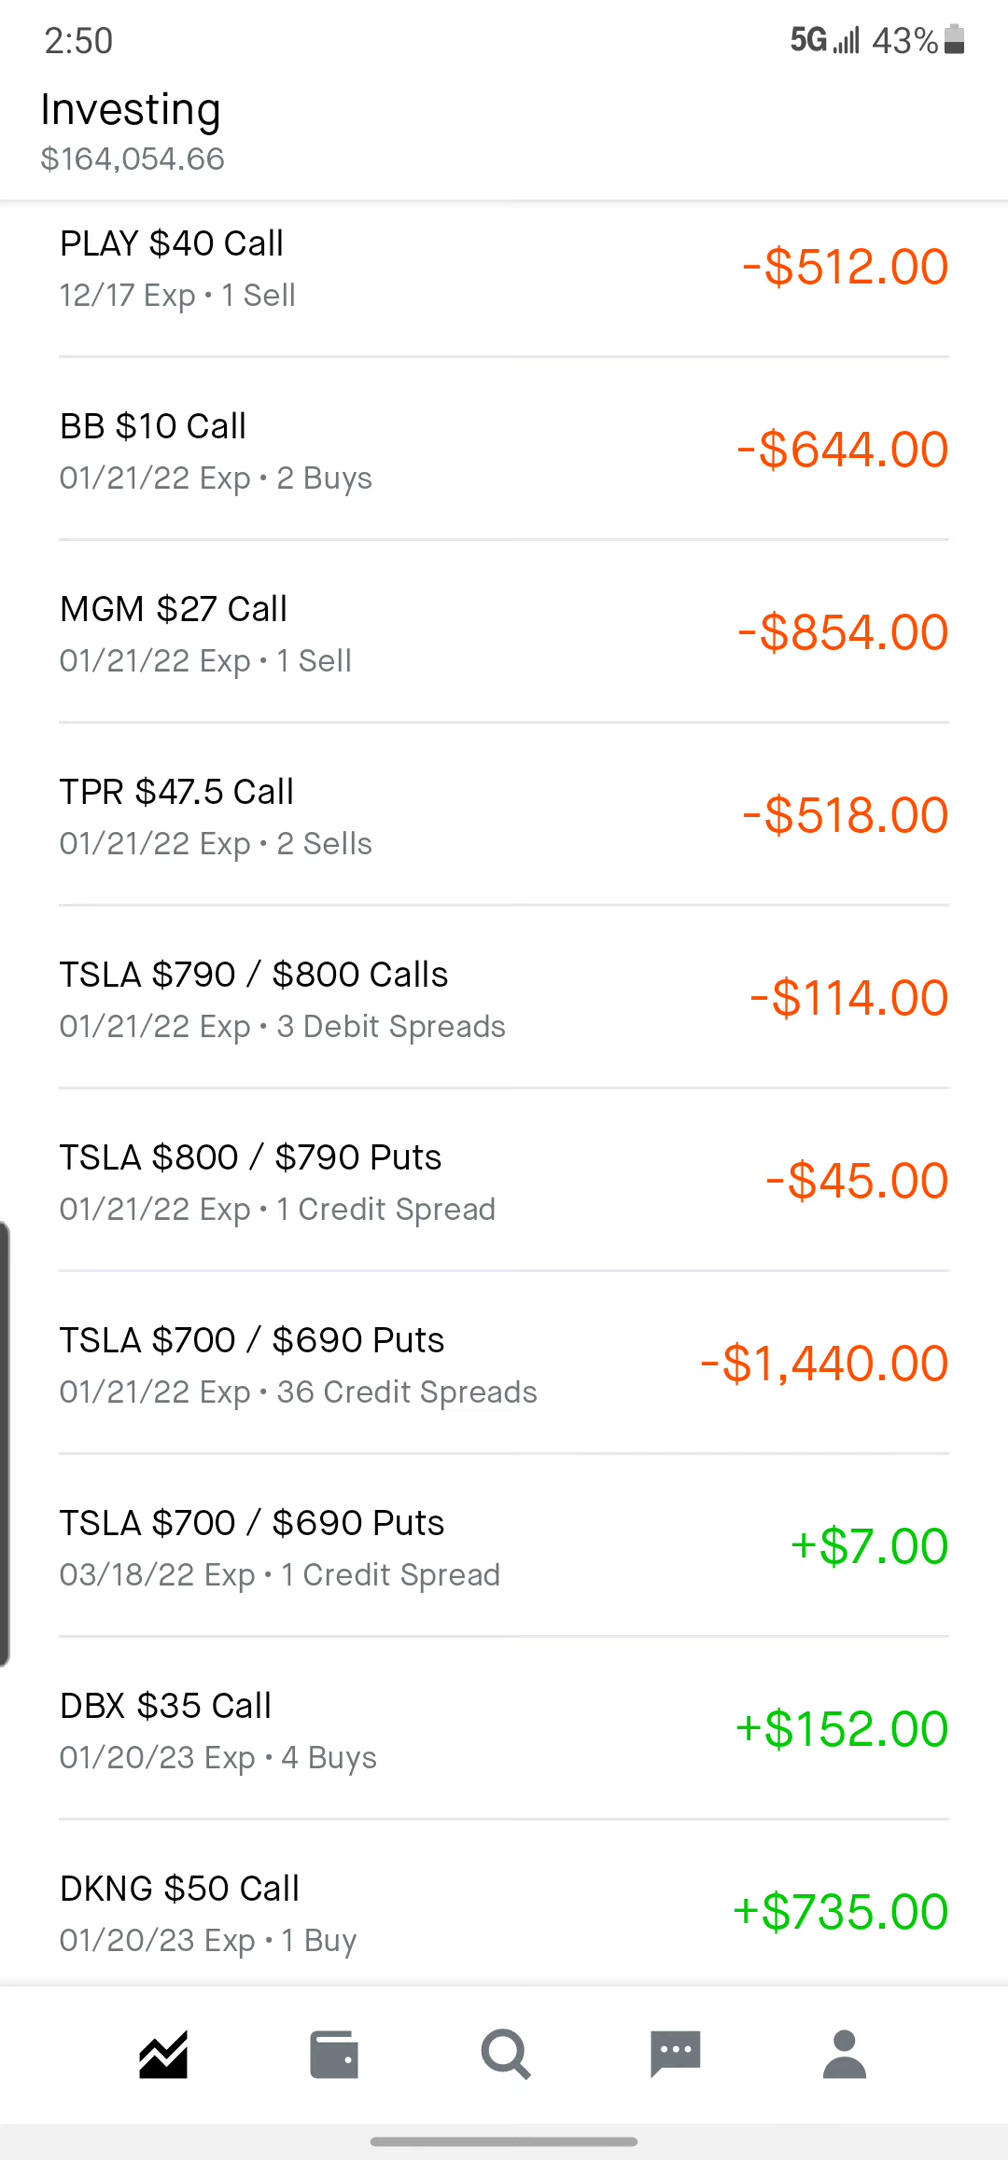 2:50
5G 43%
Investing
$164,054.66
PLAY $40 Call
-$512.00
12/17 Exp • 1 Sell
BB $10 Call
-$644.00
01/21/22 Exp • 2 Buys
MGM $27 Call
-$854.00
01/21/22 Exp • 1 Sell
TPR $47.5 Call
-$518.00
01/21/22 Exp • 2 Sells
TSLA $790 / $800 Calls
-$114.00
01/21/22 Exp • 3 Debit Spreads
TSLA $800 / $790 Puts
-$45.00
01/21/22 Exp • 1 Credit Spread
TSLA $700 / $690 Puts
-$1,440.00
01/21/22 Exp • 36 Credit Spreads
TSLA $700 / $690 Puts
+$7.00
03/18/22 Exp • 1 Credit Spread
DBX $35 Call
+$152.00
01/20/23 Exp • 4 Buys
DKNG $50 Call
+$735.00
01/20/23 Exp • 1 Buy